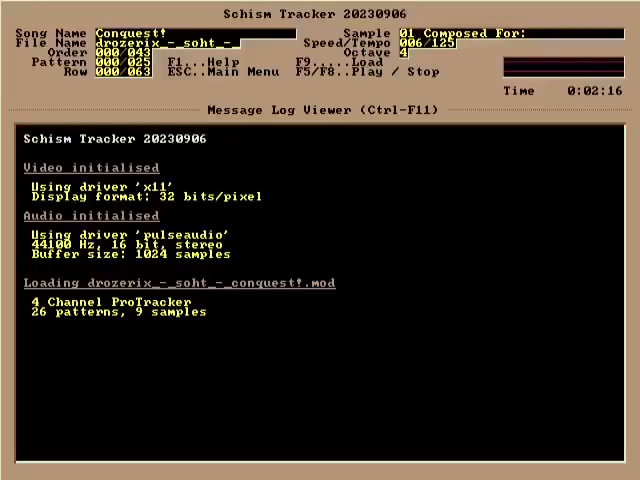 Schism Tracker 20230906
Song Name Conquest! Sample 01 Composed For:
File Name drozerix_-_soht_-_ Speed/Tempo 006/125
Order 000/043 Octave 4
Pattern 000/025 F1...Help F9.....Load
Row 000/063 ESC..Main Menu F5/F8..Play / Stop
Time 0:02:16
Message Log Viewer (Ctrl-F11)
Schism Tracker 20230906
Video initialised
Using driver 'x11'
Display format: 32 bits/pixel
Audio initialised
Using driver 'pulseaudio'
44100 Hz, 16 bit, stereo
Buffer size: 1024 samples
Loading drozerix_-_soht_-_conquest!.mod
4 Channel ProTracker
26 patterns, 9 samples